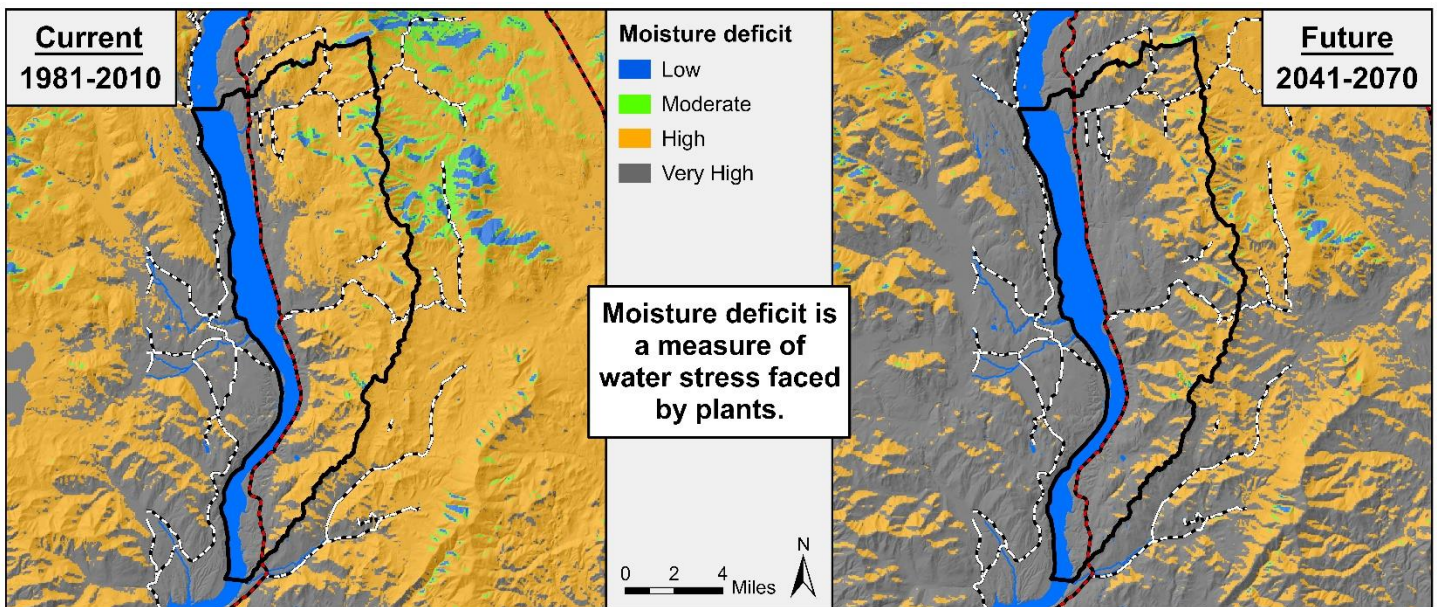 Current
1981-2010
Moisture deficit
Low
Moderate
High
Very High
Moisture deficit is
a measure of
water stress faced
by plants.
0 2 4 Miles
N
Future
2041-2070